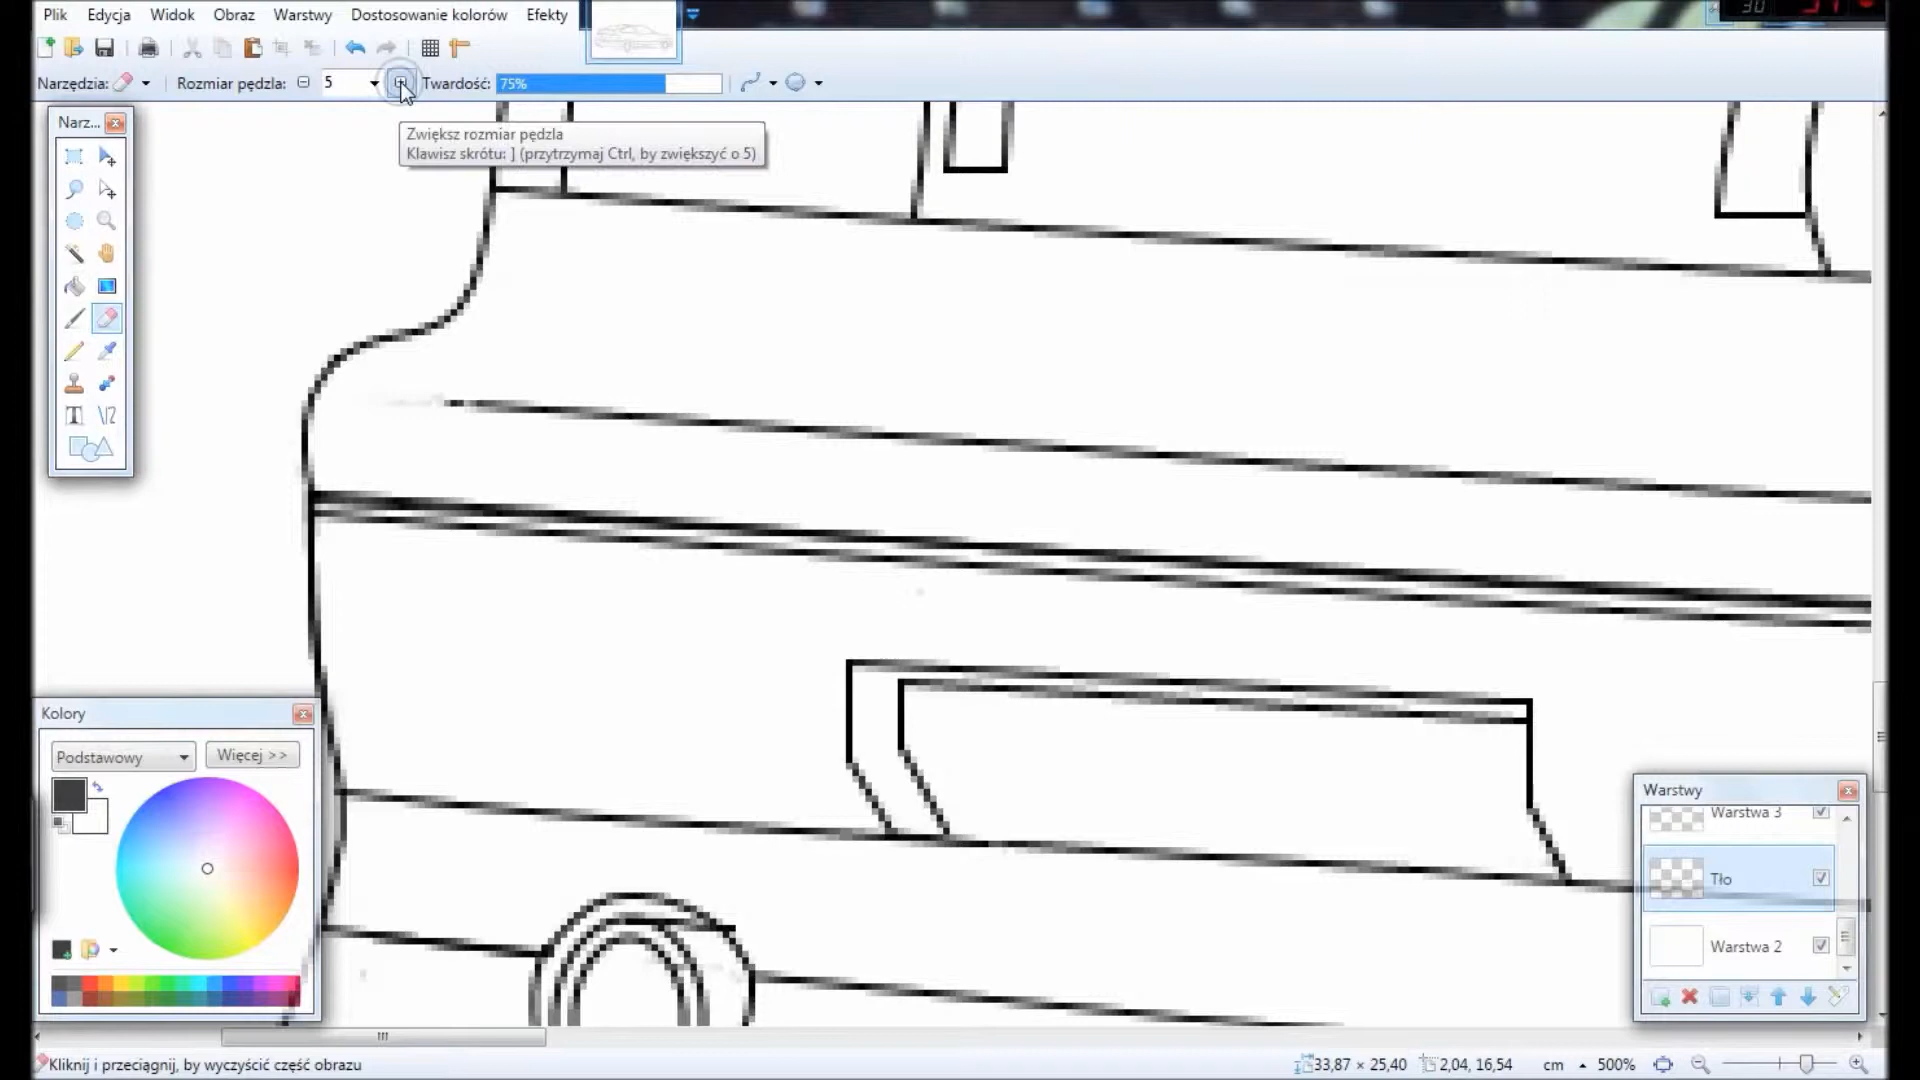 Plik Edycja Widok Obraz Warstwy Dostosowanie kolorów Efekty
30
Narzędzia: Rozmiar pędzla: 5 Twardość: 75%
Narz...
Zwiększ rozmiar pędzla
Klawisz skrótu: ] (przytrzymaj Ctrl, by zwiększyć o 5)
Kolory
Podstawowy Więcej >>
Warstwy
Warstwa 3
Tło
Warstwa 2
Kliknij i przeciągnij, by wyczyścić część obrazu
33,87 × 25,40 2,04, 16,54 cm 500%